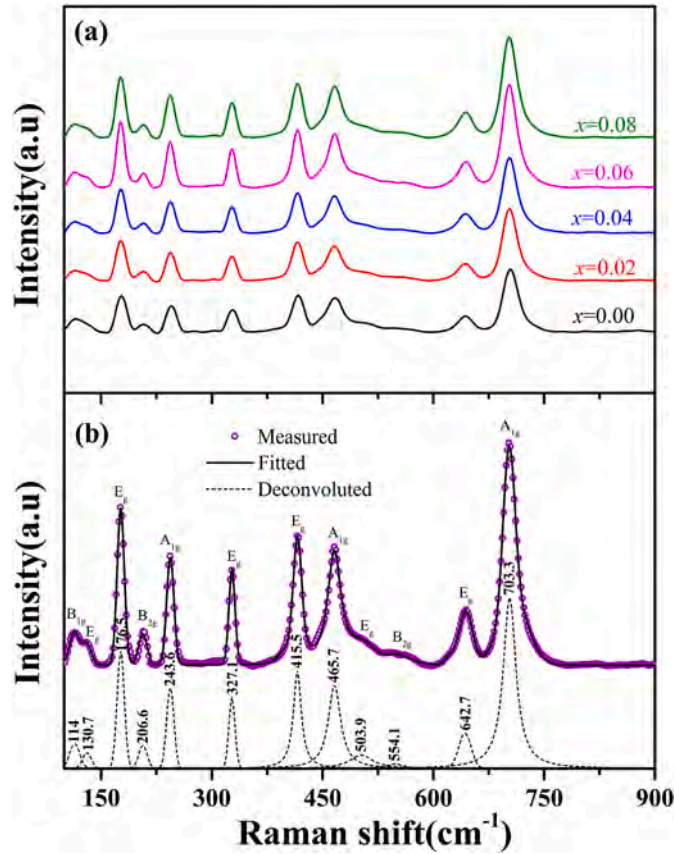 (a)
x=0.08
x=0.06
x=0.04
x=0.02
x=0.00
Intensity(a.u)
(b)
Measured
Fitted
Deconvoluted
B1g
Eg
Eg
B2g
A1g
Eg
Eg
A1g
Eg
B2g
Eg
A1g
114
130.7
176.5
206.6
243.6
327.1
415.5
465.7
503.9
554.1
642.7
703.3
Intensity(a.u)
150 300 450 600 750 900
Raman shift(cm-1)